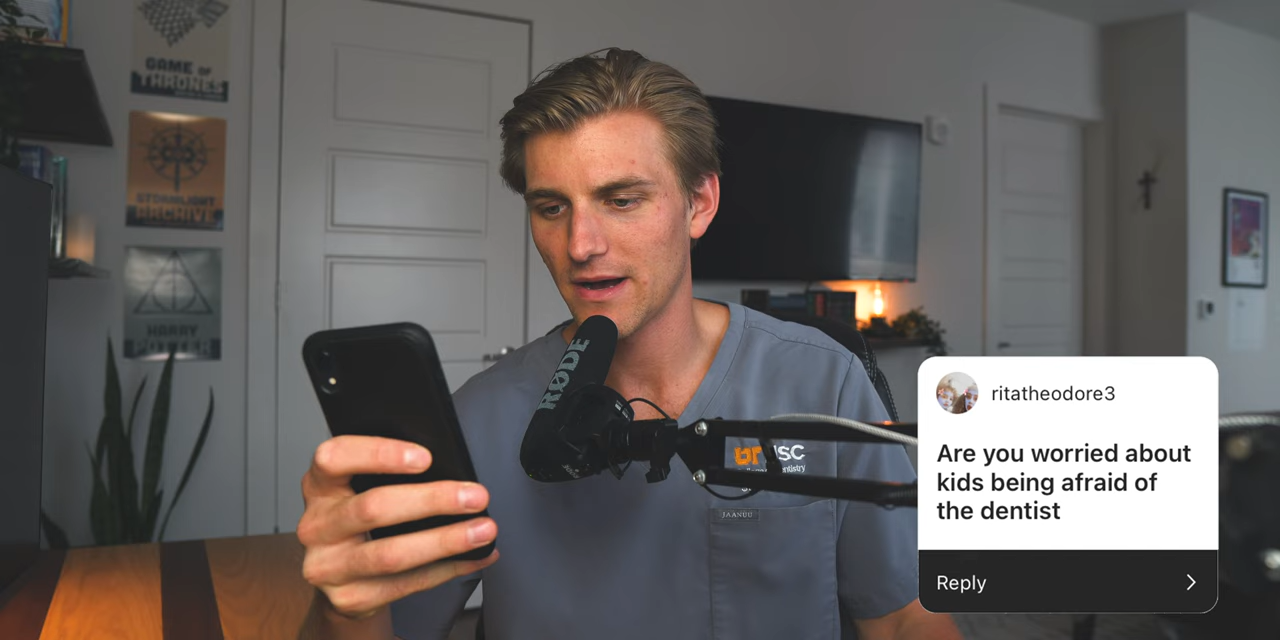 GAME OF
THRONES
STORMLIGHT
ARCHIVE
HARRY
POTTER
RØDE
JAANUU
ritatheodore3
Are you worried about
kids being afraid of
the dentist
Reply